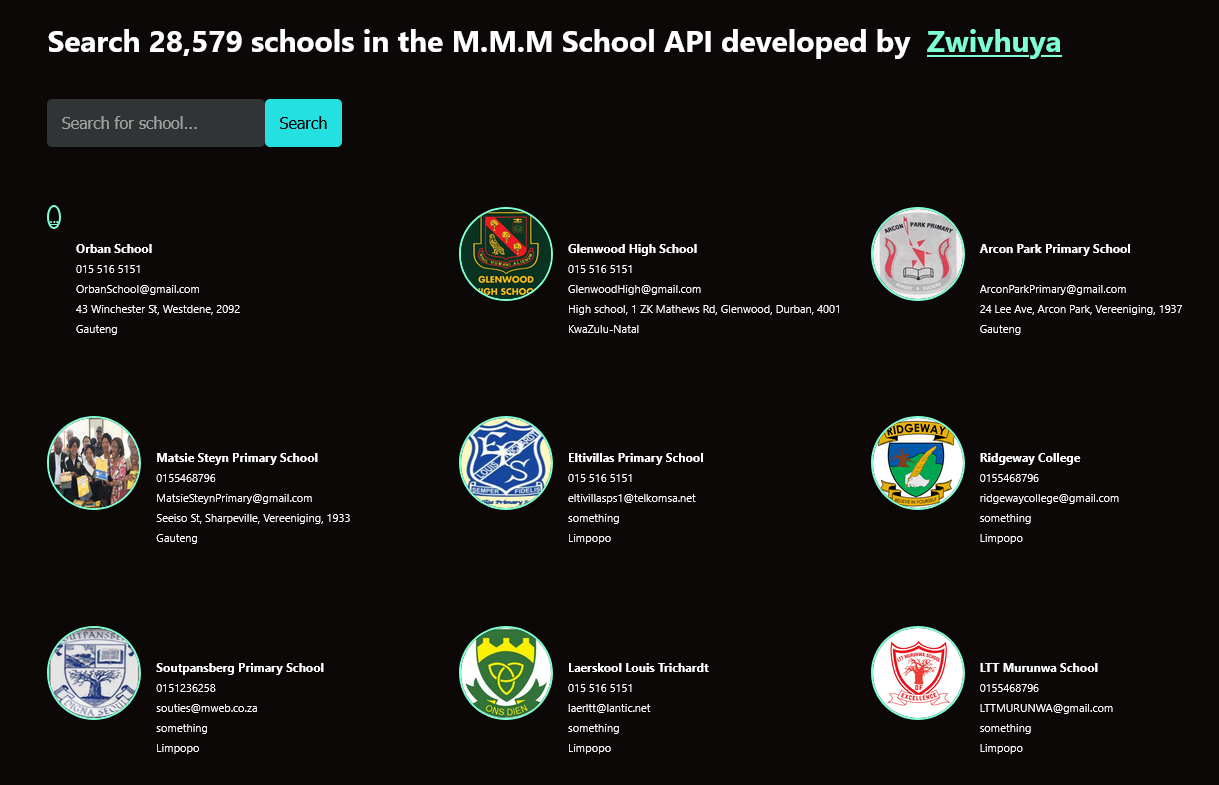 Search 28,579 schools in the M.M.M School API developed by Zwivhuya
Search for school...
Search
Orban School
015 516 5151
OrbanSchool@gmail.com
43 Winchester St, Westdene, 2092
Gauteng
GLENWOOD
HIGH SCHOO
Glenwood High School
015 516 5151
GlenwoodHigh@gmail.com
High school, 1 ZK Mathews Rd, Glenwood, Durban, 4001
KwaZulu-Natal
ARCON PARK PRIMARY
Arcon Park Primary School
ArconParkPrimary@gmail.com
24 Lee Ave, Arcon Park, Vereeniging, 1937
Gauteng
Matsie Steyn Primary School
0155468796
MatsieSteynPrimary@gmail.com
Seeiso St, Sharpeville, Vereeniging, 1933
Gauteng
SEMPER FIDELIS
Eltivillas Primary School
015 516 5151
eltivillasps1@telkomsa.net
something
Limpopo
RIDGEWAY
BELIEVE IN YOURSELF
Ridgeway College
0155468796
ridgewaycollege@gmail.com
something
Limpopo
Soutpansberg Primary School
0151236258
souties@mweb.co.za
something
Limpopo
ONS DIEN
Laerskool Louis Trichardt
015 516 5151
laerltt@lantic.net
something
Limpopo
LTT MURUNWA SCHOOL
OF
EXCELLENCE
LTT Murunwa School
0155468796
LTTMURUNWA@gmail.com
something
Limpopo